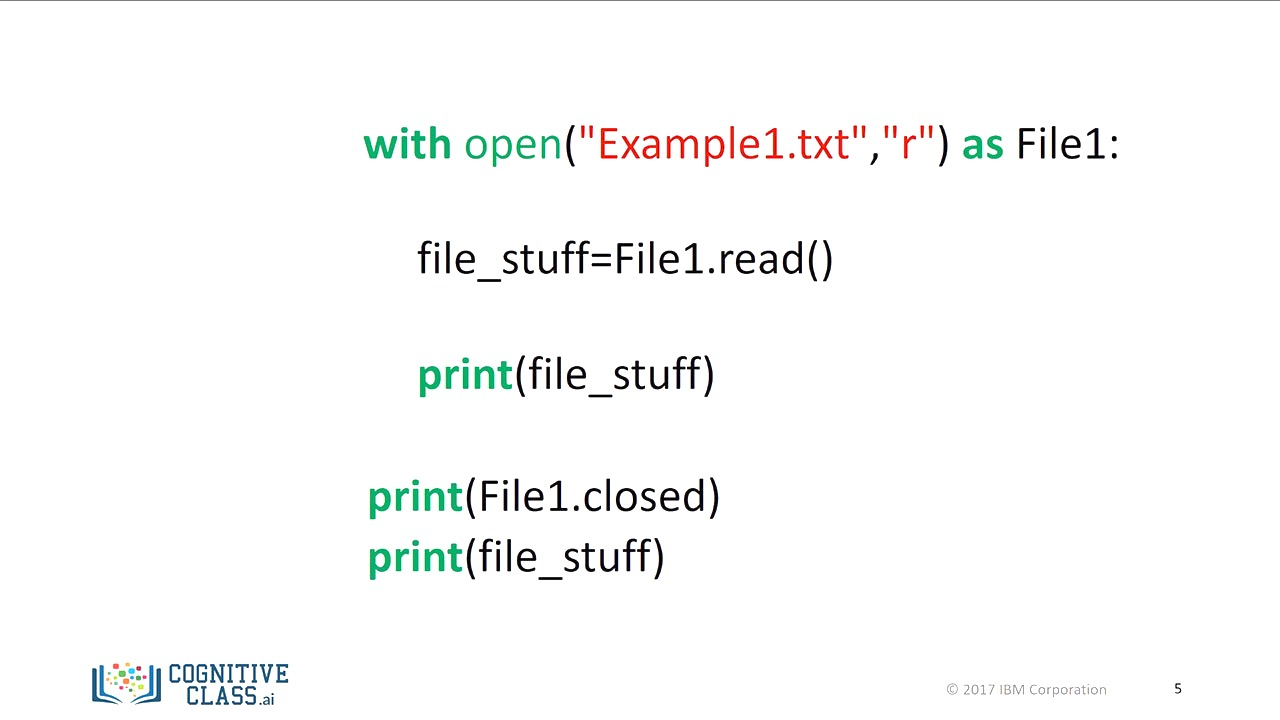 with open("Example1.txt","r") as File1:
file_stuff=File1.read()
print(file_stuff)
print(File1.closed)
print(file_stuff)
COGNITIVE
CLASS.ai
© 2017 IBM Corporation 5